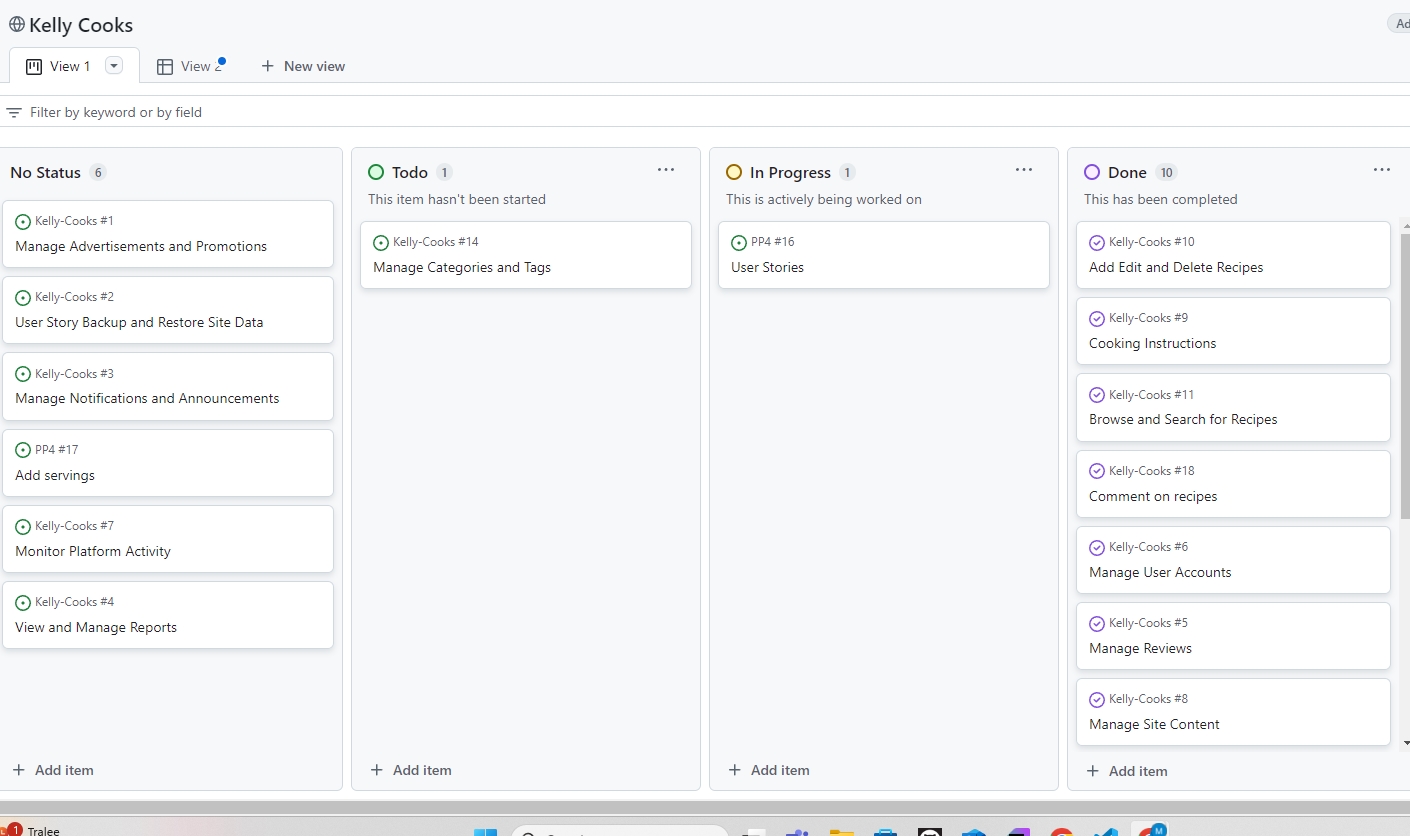 Kelly Cooks
Ad
View 1
View 2
New view
Filter by keyword or by field
No Status 6
Kelly-Cooks #1
Manage Advertisements and Promotions
Kelly-Cooks #2
User Story Backup and Restore Site Data
Kelly-Cooks #3
Manage Notifications and Announcements
PP4 #17
Add servings
Kelly-Cooks #7
Monitor Platform Activity
Kelly-Cooks #4
View and Manage Reports
Add item
Todo 1
This item hasn't been started
Kelly-Cooks #14
Manage Categories and Tags
Add item
In Progress 1
This is actively being worked on
PP4 #16
User Stories
Add item
Done 10
This has been completed
Kelly-Cooks #10
Add Edit and Delete Recipes
Kelly-Cooks #9
Cooking Instructions
Kelly-Cooks #11
Browse and Search for Recipes
Kelly-Cooks #18
Comment on recipes
Kelly-Cooks #6
Manage User Accounts
Kelly-Cooks #5
Manage Reviews
Kelly-Cooks #8
Manage Site Content
Add item
1
Tralee
M